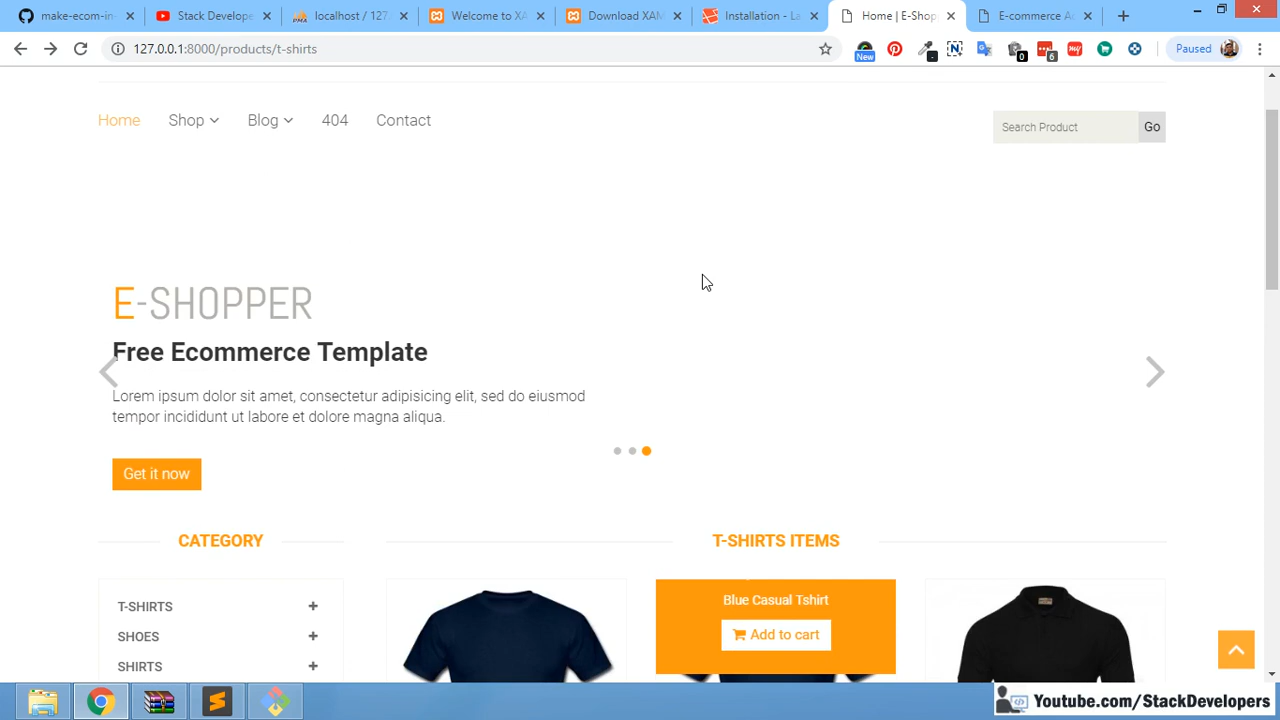 make-ecom-in-
Stack Develope
localhost / 127.
Welcome to XA
Download XAM
Installation - La
Home | E-Shop
E-commerce A
127.0.0.1:8000/products/t-shirts
New
0
6
Paused
Home
Shop
Blog
404
Contact
Search Product
Go
E-SHOPPER
Free Ecommerce Template
Lorem ipsum dolor sit amet, consectetur adipisicing elit, sed do eiusmod
tempor incididunt ut labore et dolore magna aliqua.
Get it now
CATEGORY
T-SHIRTS ITEMS
T-SHIRTS
SHOES
SHIRTS
Blue Casual Tshirt
Add to cart
Youtube.com/StackDevelopers